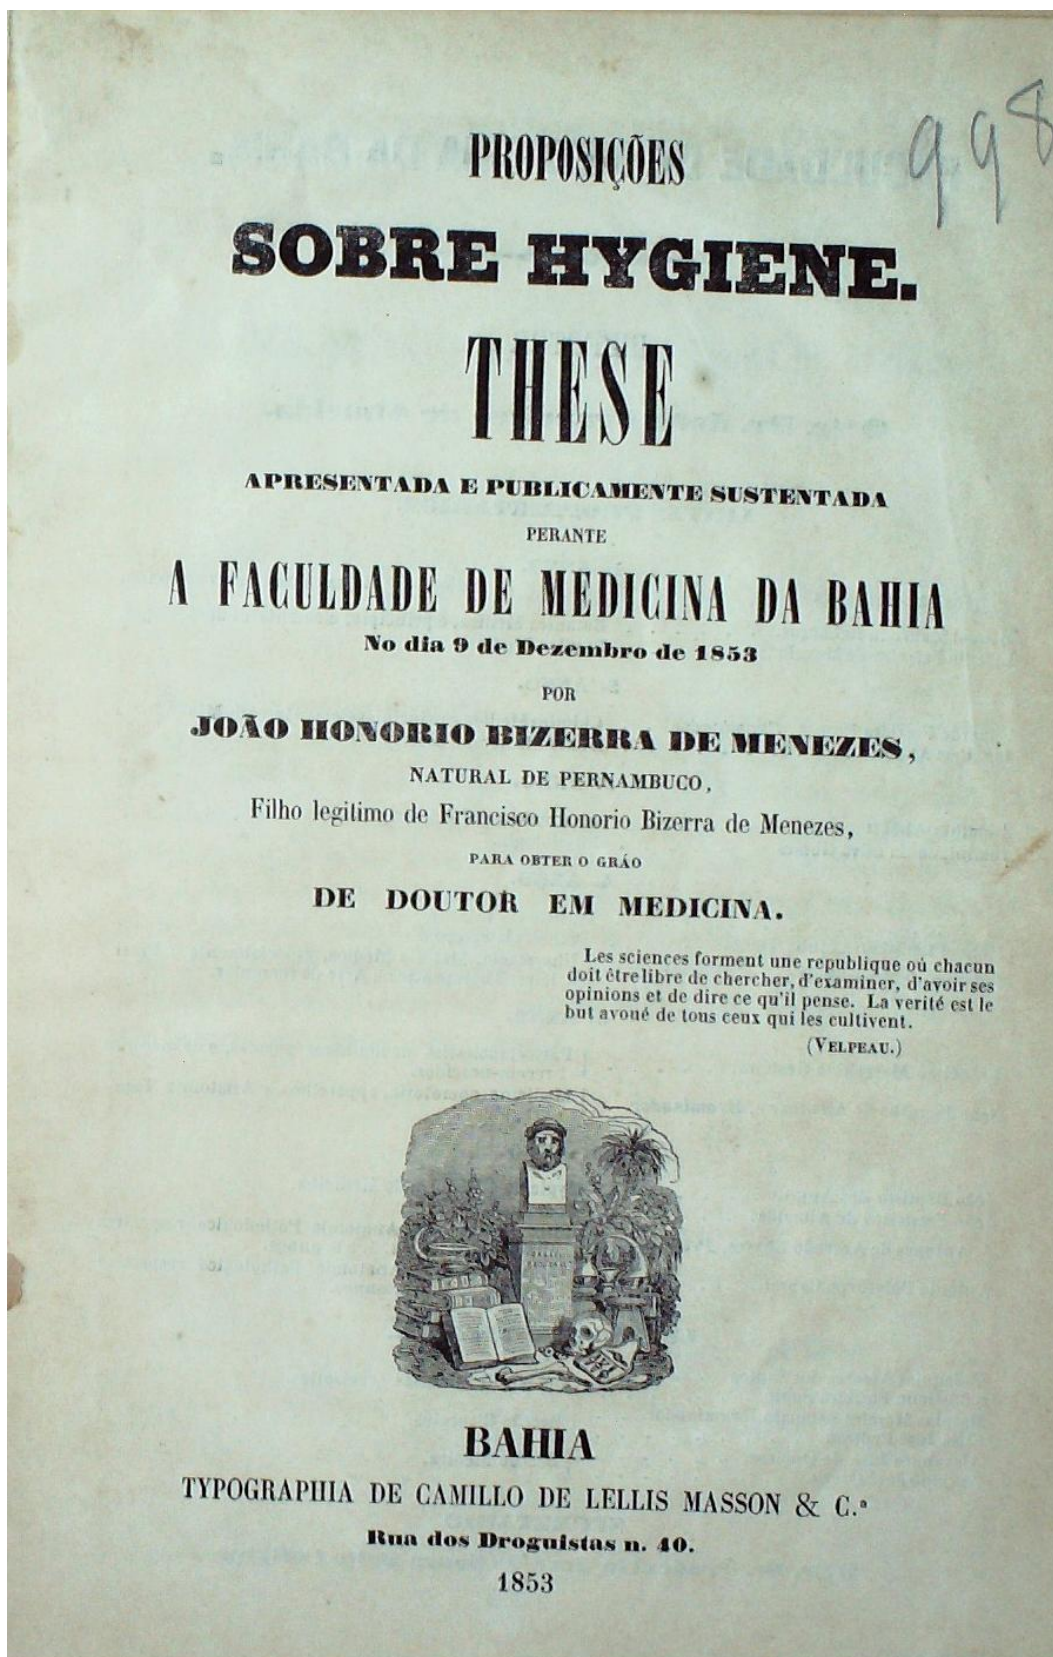 998
PROPOSIÇÕES
SOBRE HYGIENE.
THESE
APRESENTADA E PUBLICAMENTE SUSTENTADA
PERANTE
A FACULDADE DE MEDICINA DA BAHIA
No dia 9 de Dezembro de 1853
POR
JOÃO HONORIO BIZERRA DE MENEZES,
NATURAL DE PERNAMBUCO,
Filho legitimo de Francisco Honorio Bizerra de Menezes,
PARA OBTER O GRÁO
DE DOUTOR EM MEDICINA.
Les sciences forment une republique où chacun
doit être libre de chercher, d'examiner, d'avoir ses
opinions et de dire ce qu'il pense. La verité est le
but avoué de tous ceux qui les cultivent.
(VELPEAU.)
BAHIA
TYPOGRAPHIA DE CAMILLO DE LELLIS MASSON & C.ª
Rua dos Droguistas n. 40.
1853